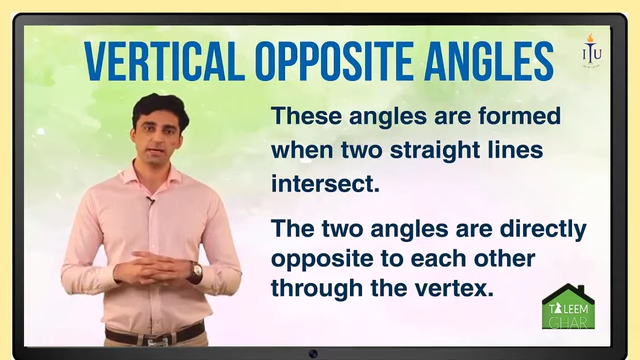 VERTICAL OPPOSITE ANGLES
ITU
These angles are formed
when two straight lines
intersect.
The two angles are directly
opposite to each other
through the vertex.
TALEEM
GHAR